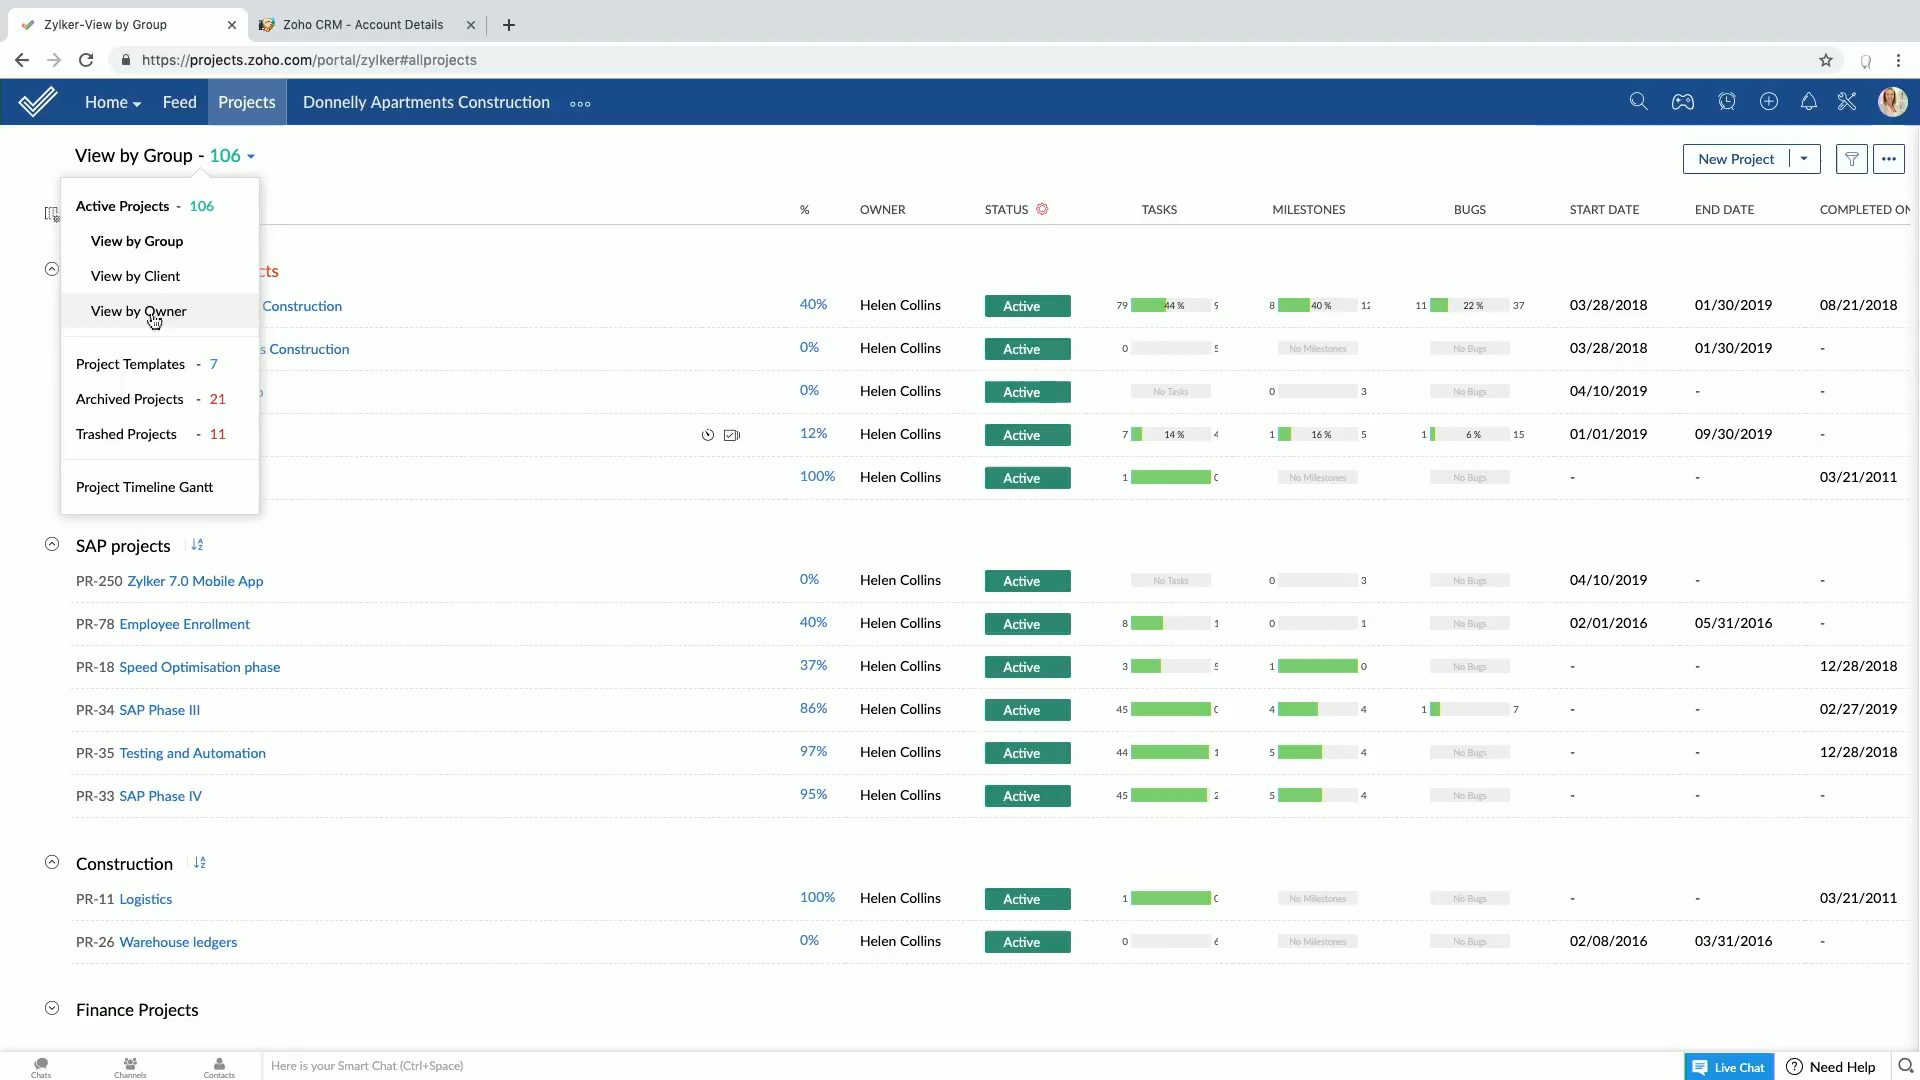 Zylker-View by Group
Zoho CRM - Account Details
https://projects.zoho.com/portal/zylker#allprojects
Home Feed Projects Donnelly Apartments Construction
View by Group - 106
New Project
Active Projects - 106
View by Group
View by Client
View by Owner
Project Templates - 7
Archived Projects - 21
Trashed Projects - 11
Project Timeline Gantt
% OWNER STATUS TASKS MILESTONES BUGS START DATE END DATE COMPLETED ON
cts
Construction 40% Helen Collins Active 79 44 % 9 8 40 % 12 11 22 % 37 03/28/2018 01/30/2019 08/21/2018
s Construction 0% Helen Collins Active 0 5 No Milestones No Bugs 03/28/2018 01/30/2019 -
0% Helen Collins Active No Tasks 0 3 No Bugs 04/10/2019 - -
12% Helen Collins Active 7 14 % 4 1 16 % 5 1 6 % 15 01/01/2019 09/30/2019 -
100% Helen Collins Active 1 0 No Milestones No Bugs - - 03/21/2011
SAP projects
PR-250 Zylker 7.0 Mobile App 0% Helen Collins Active No Tasks 0 3 No Bugs 04/10/2019 - -
PR-78 Employee Enrollment 40% Helen Collins Active 8 1 0 1 No Bugs 02/01/2016 05/31/2016 -
PR-18 Speed Optimisation phase 37% Helen Collins Active 3 5 1 0 No Bugs - - 12/28/2018
PR-34 SAP Phase III 86% Helen Collins Active 45 0 4 4 1 7 - - 02/27/2019
PR-35 Testing and Automation 97% Helen Collins Active 44 1 5 4 No Bugs - - 12/28/2018
PR-33 SAP Phase IV 95% Helen Collins Active 45 2 5 4 No Bugs - - -
Construction
PR-11 Logistics 100% Helen Collins Active 1 0 No Milestones No Bugs - - 03/21/2011
PR-26 Warehouse ledgers 0% Helen Collins Active 0 6 No Milestones No Bugs 02/08/2016 03/31/2016 -
Finance Projects
Chats Channels Contacts Here is your Smart Chat (Ctrl+Space) Live Chat Need Help